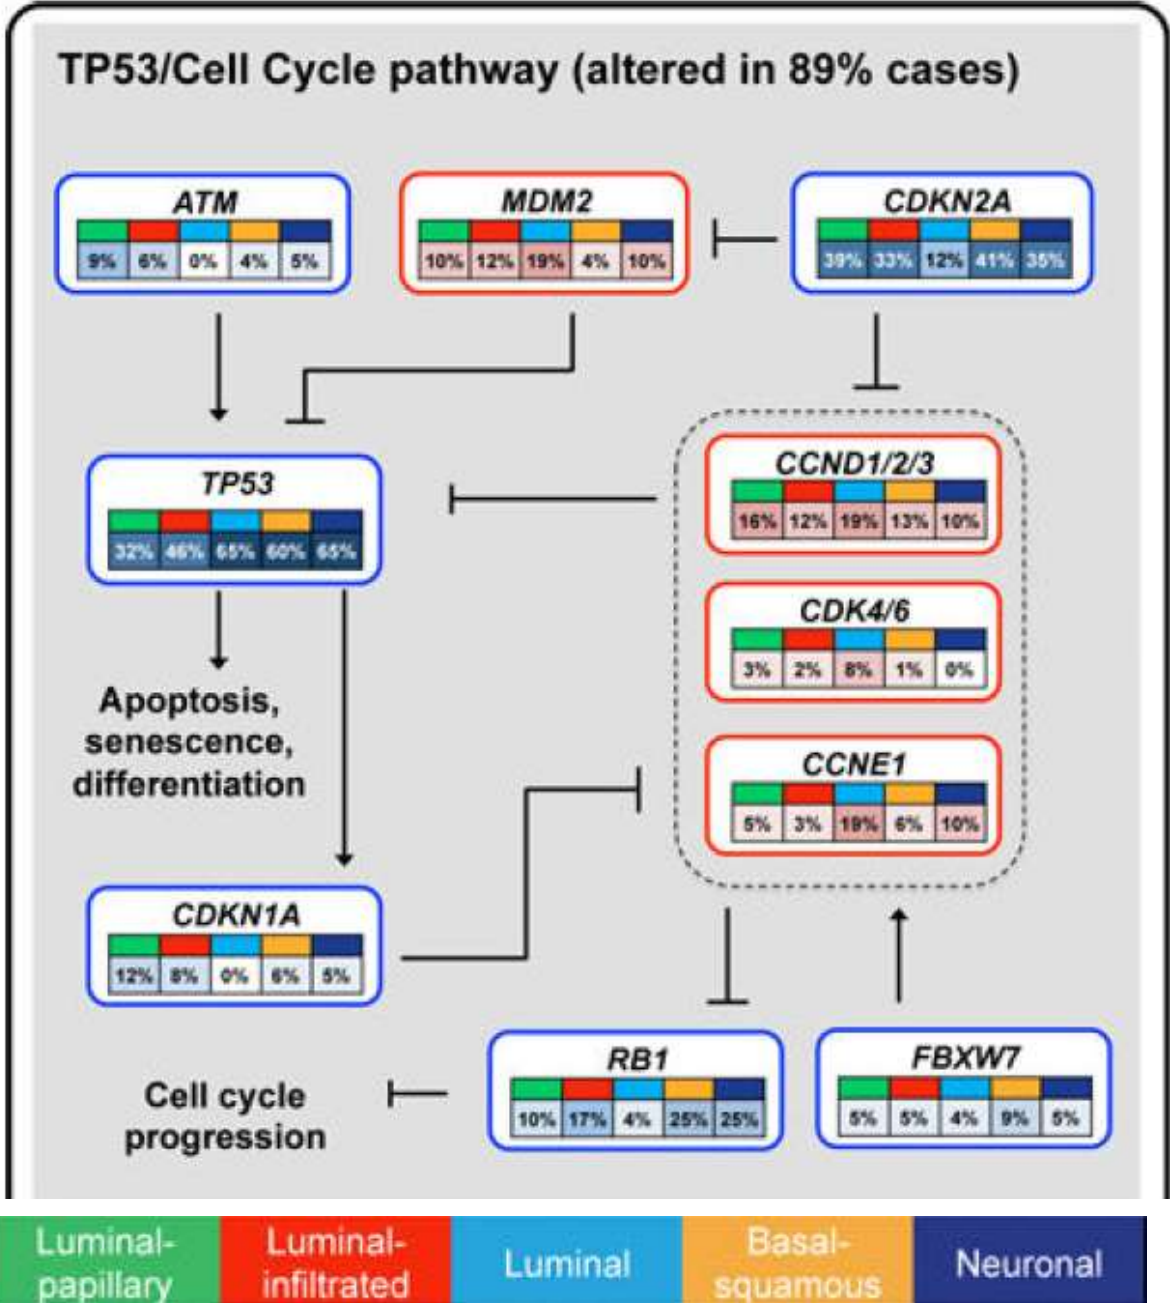 TP53/Cell Cycle pathway (altered in 89% cases)
ATM
9% 6% 0% 4% 5%
MDM2
10% 12% 19% 4% 10%
CDKN2A
39% 33% 12% 41% 35%
TP53
32% 46% 65% 60% 65%
CCND1/2/3
16% 12% 19% 13% 10%
CDK4/6
3% 2% 8% 1% 0%
CCNE1
5% 3% 19% 6% 10%
Apoptosis,
senescence,
differentiation
CDKN1A
12% 8% 0% 6% 5%
RB1
10% 17% 4% 25% 25%
FBXW7
5% 5% 4% 9% 5%
Cell cycle
progression
Luminal-
papillary
Luminal-
infiltrated
Luminal
Basal-
squamous
Neuronal